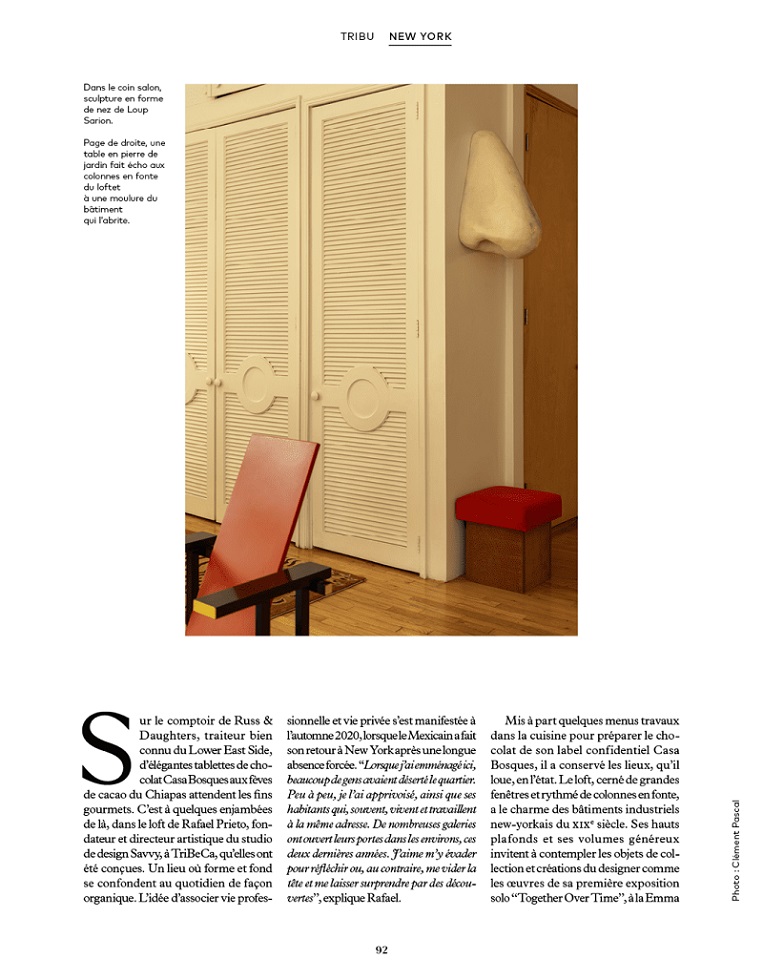 TRIBU NEW YORK
Dans le coin salon,
sculpture en forme
de nez de Loup
Sarion.
Page de droite, une
table en pierre de
jardin fait écho aux
colonnes en fonte
du loftet
à une moulure du
bâtiment
qui l'abrite.
Sur le comptoir de Russ &
Daughters, traiteur bien
connu du Lower East Side,
d'élégantes tablettes de cho-
colat Casa Bosques aux fèves
de cacao du Chiapas attendent les fins
gourmets. C'est à quelques enjambées
de là, dans le loft de Rafael Prieto, fon-
dateur et directeur artistique du studio
de design Savvy, à TriBeCa, qu'elles ont
été conçues. Un lieu où forme et fond
se confondent au quotidien de façon
organique. L'idée d'associer vie profes-
sionnelle et vie privée s'est manifestée à
l'automne 2020, lorsque le Mexicain a fait
son retour à New York après une longue
absence forcée. "Lorsque j'ai emménagé ici,
beaucoup de gens avaient déserté le quartier.
Peu à peu, je l'ai apprivoisé, ainsi que ses
habitants qui, souvent, vivent et travaillent
à la même adresse. De nombreuses galeries
ont ouvert leurs portes dans les environs, ces
deux dernières années. J'aime m'y évader
pour réfléchir ou, au contraire, me vider la
tête et me laisser surprendre par des décou-
vertes", explique Rafael.
Mis à part quelques menus travaux
dans la cuisine pour préparer le cho-
colat de son label confidentiel Casa
Bosques, il a conservé les lieux, qu'il
loue, en l'état. Le loft, cerné de grandes
fenêtres et rythmé de colonnes en fonte,
a le charme des bâtiments industriels
new-yorkais du XIXe siècle. Ses hauts
plafonds et ses volumes généreux
invitent à contempler les objets de col-
lection et créations du designer comme
les œuvres de sa première exposition
solo "Together Over Time", à la Emma
Photo : Clément Pascal
92